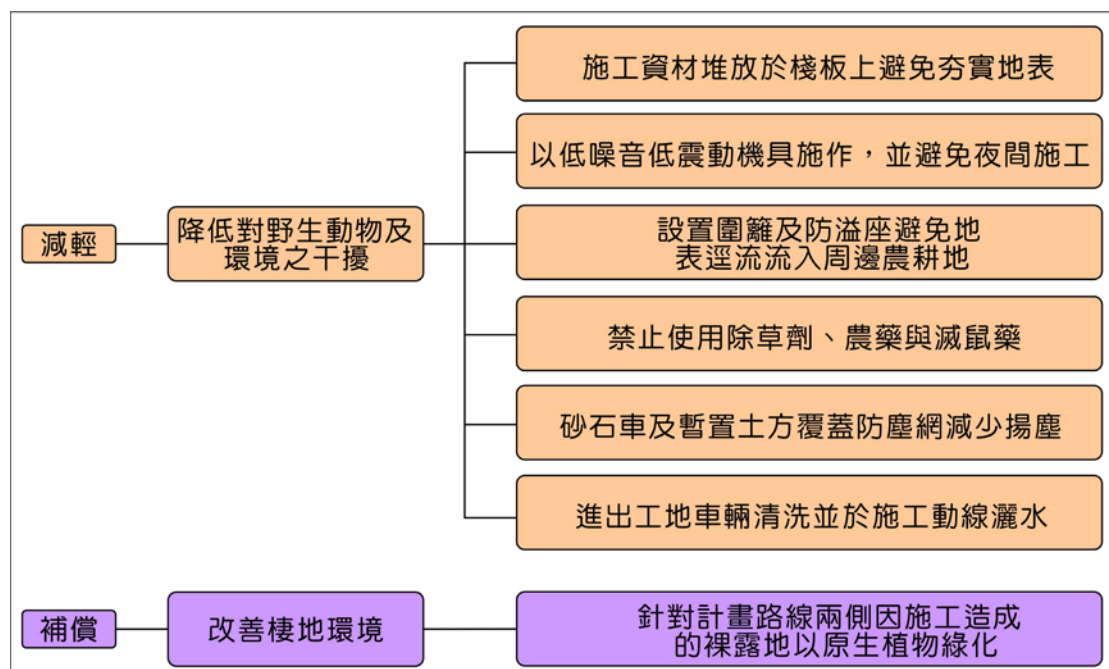 減輕
降低對野生動物及
環境之干擾
施工資材堆放於棧板上避免夯實地表
以低噪音低震動機具施作，並避免夜間施工
設置圍籬及防溢座避免地
表逕流流入周邊農耕地
禁止使用除草劑、農藥與滅鼠藥
砂石車及暫置土方覆蓋防塵網減少揚塵
進出工地車輛清洗並於施工動線灑水
補償
改善棲地環境
針對計畫路線兩側因施工造成
的裸露地以原生植物綠化